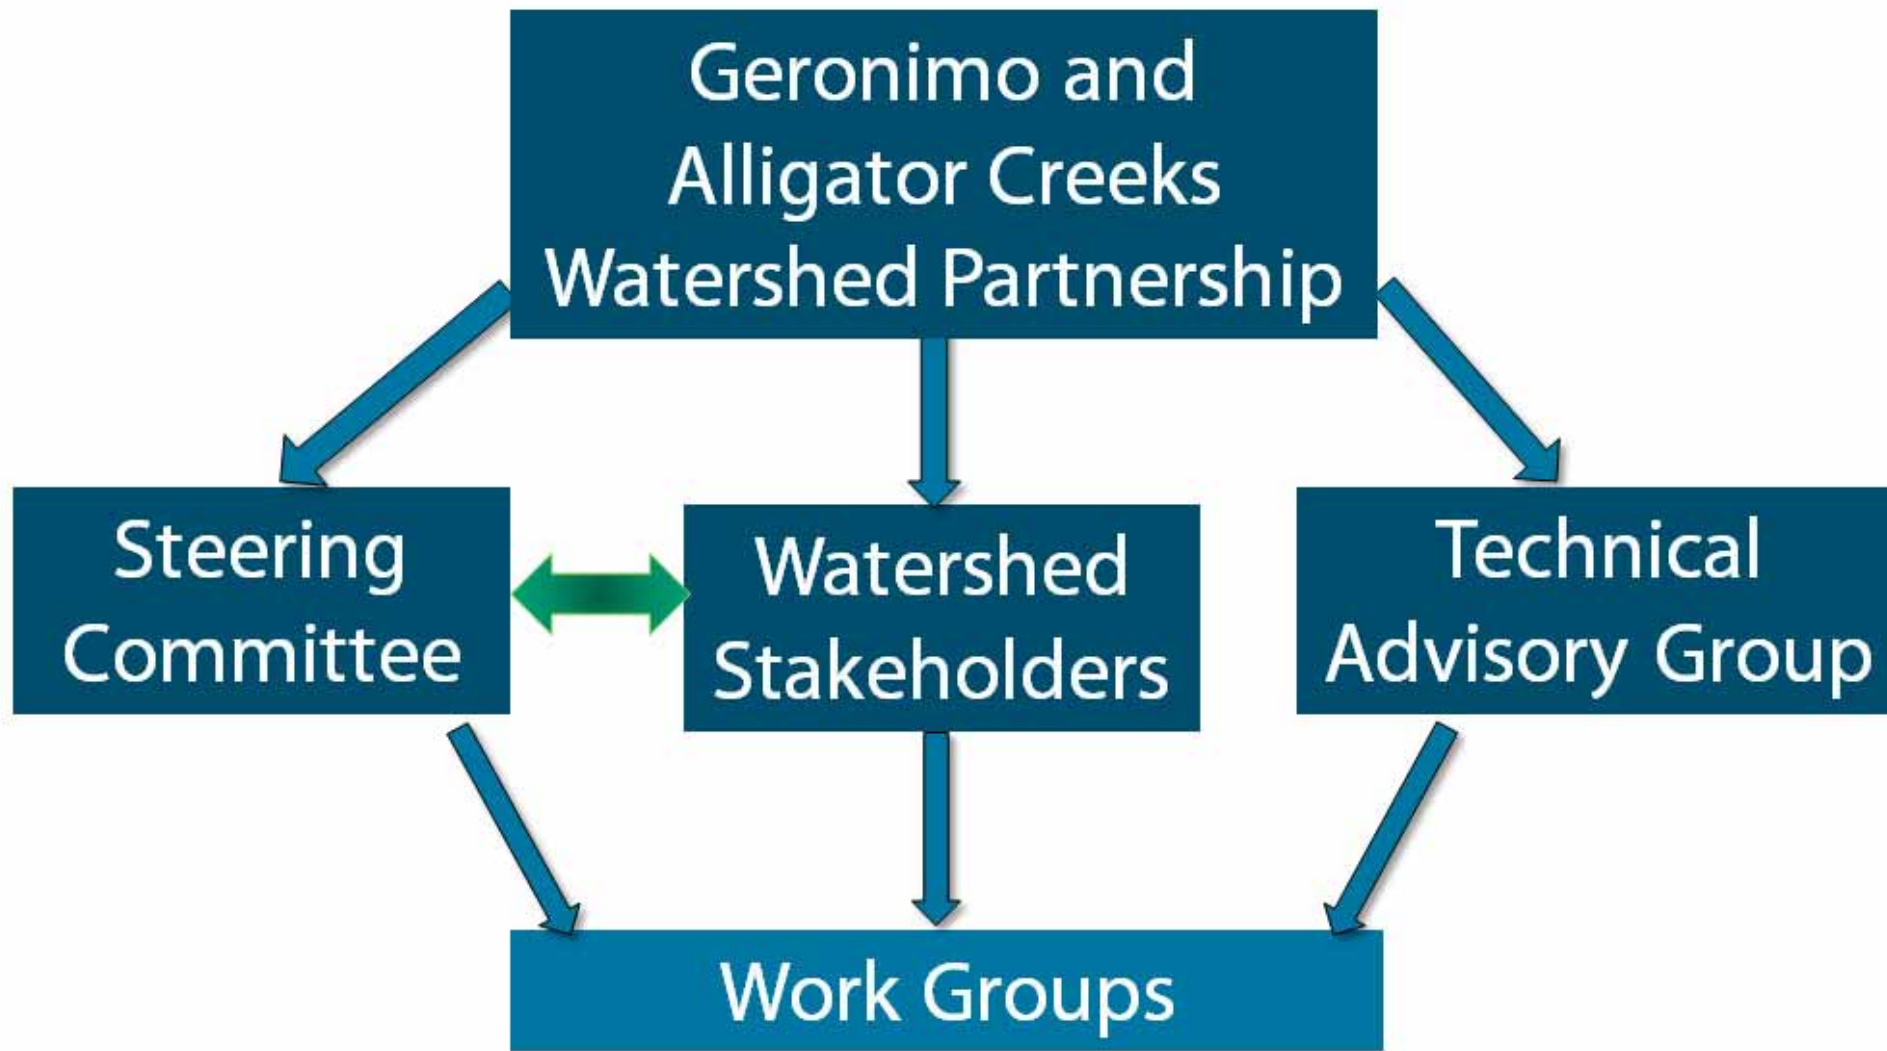 Geronimo and
Alligator Creeks
Watershed Partnership
Steering
Committee
Watershed
Stakeholders
Technical
Advisory Group
Work Groups